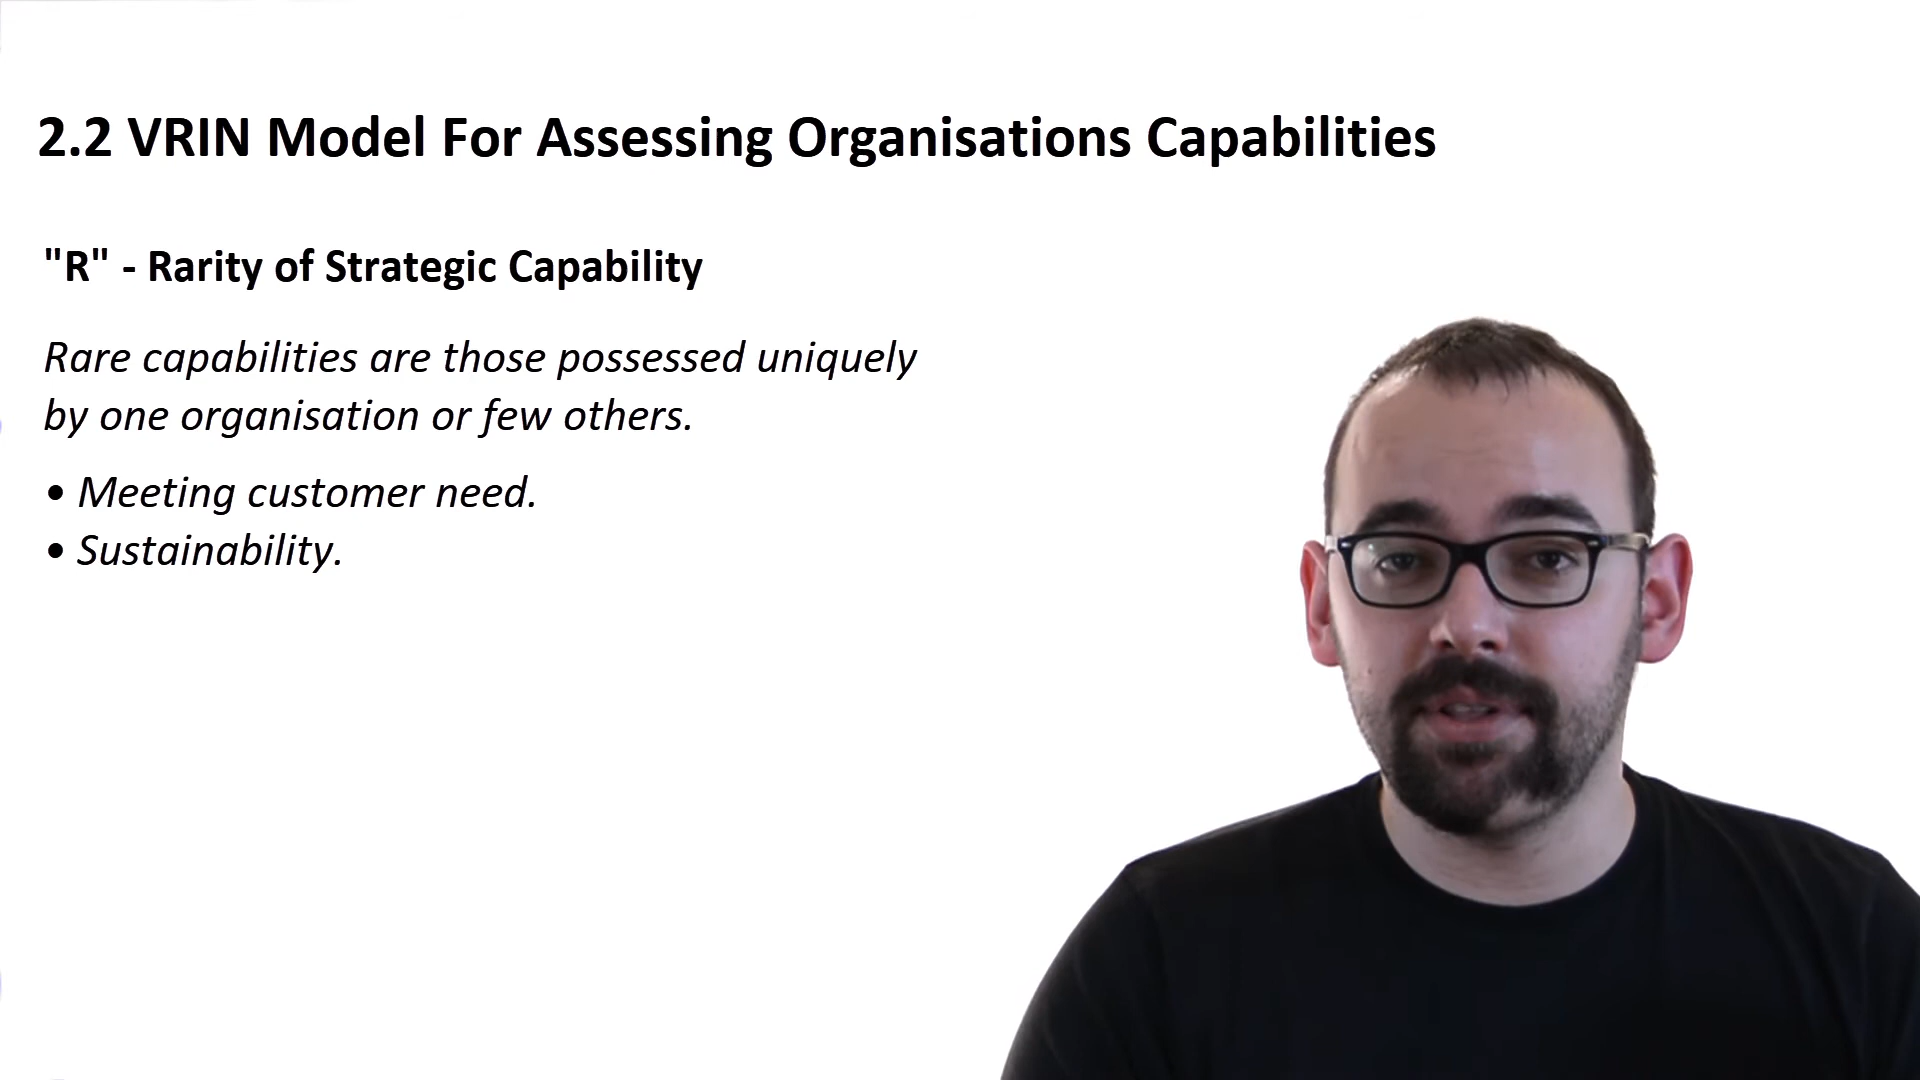 2.2 VRIN Model For Assessing Organisations Capabilities
"R" - Rarity of Strategic Capability
Rare capabilities are those possessed uniquely
by one organisation or few others.
• Meeting customer need.
• Sustainability.